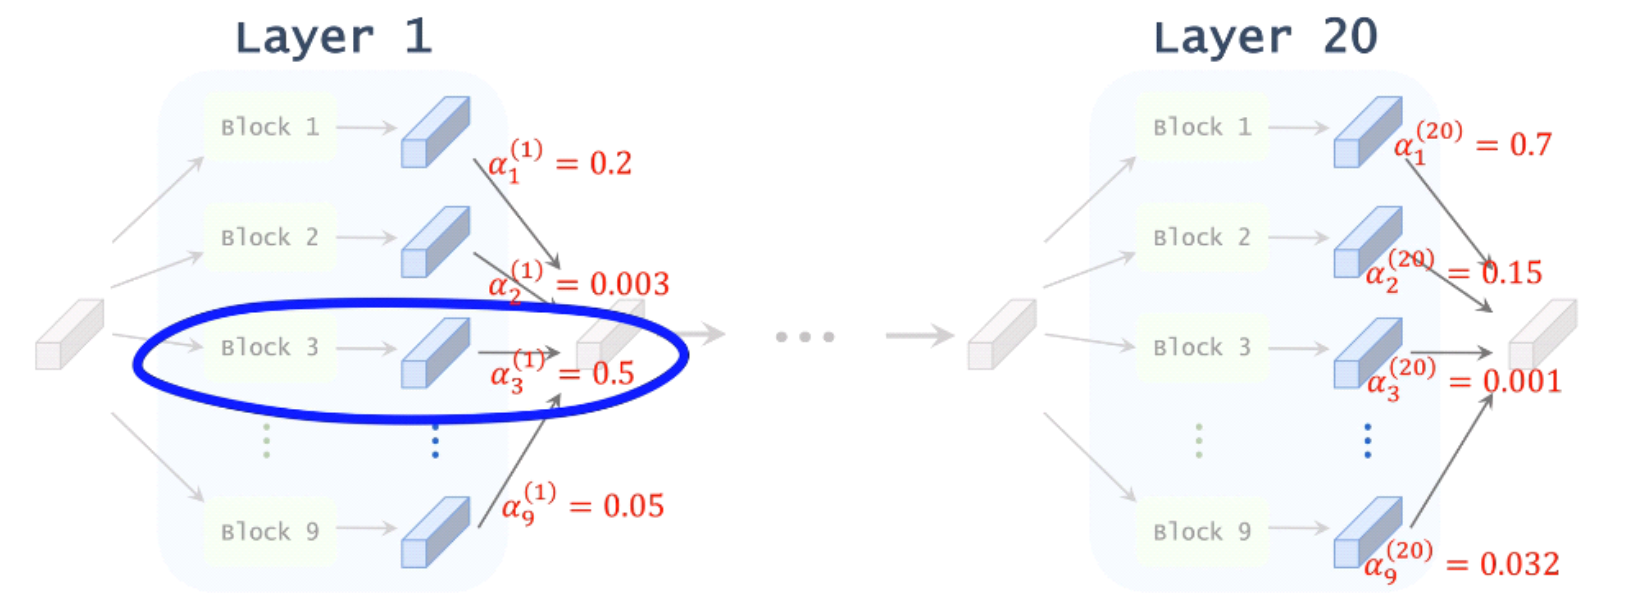 Layer 1
Block 1
α₁⁽¹⁾ = 0.2
Block 2
α₂⁽¹⁾ = 0.003
Block 3
α₃⁽¹⁾ = 0.5
Block 9
α₉⁽¹⁾ = 0.05
...
Layer 20
Block 1
α₁⁽²⁰⁾ = 0.7
Block 2
α₂⁽²⁰⁾ = 0.15
Block 3
α₃⁽²⁰⁾ = 0.001
Block 9
α₉⁽²⁰⁾ = 0.032